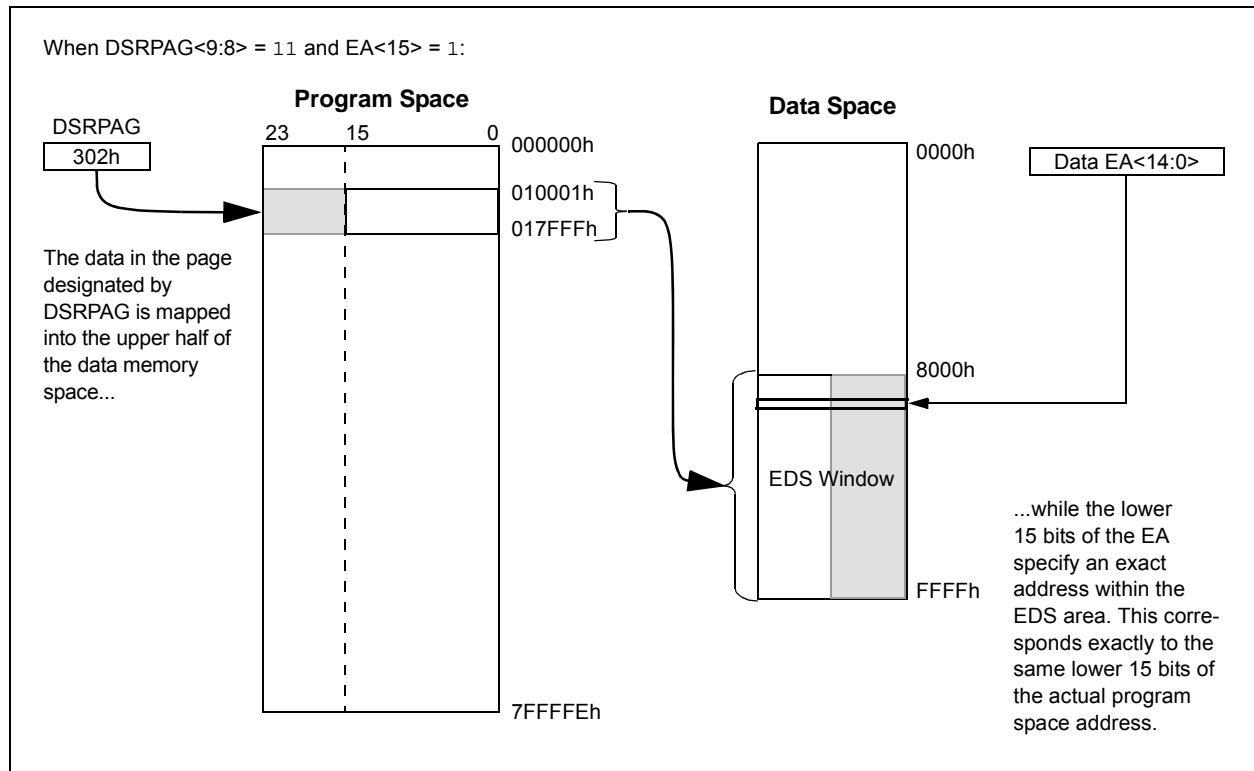 When DSRPAG<9:8> = 11 and EA<15> = 1:
Program Space
Data Space
DSRPAG
302h
23
15
0
000000h
010001h
017FFFh
7FFFFEh
The data in the page
designated by
DSRPAG is mapped
into the upper half of
the data memory
space...
0000h
8000h
FFFFh
EDS Window
Data EA<14:0>
...while the lower
15 bits of the EA
specify an exact
address within the
EDS area. This corre-
sponds exactly to the
same lower 15 bits of
the actual program
space address.